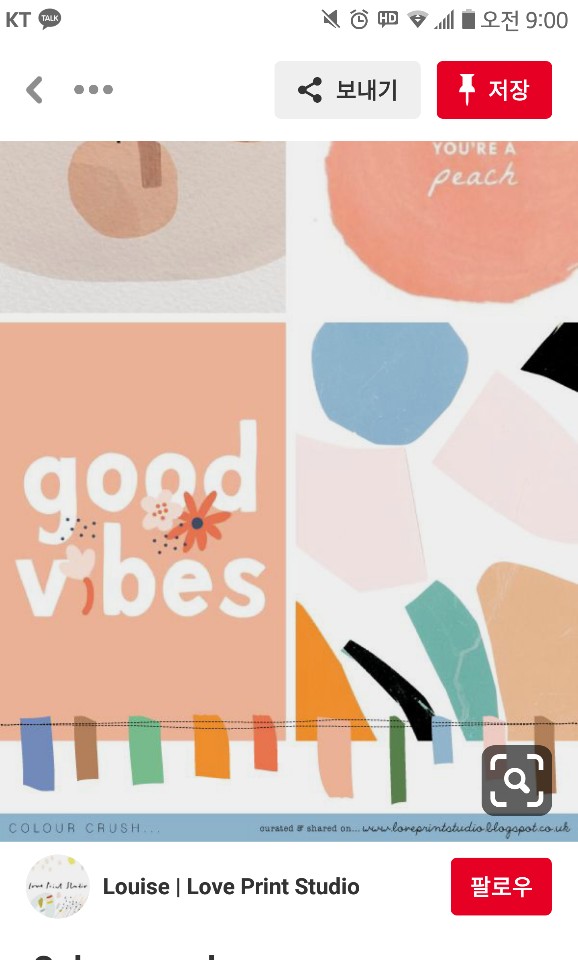 KT TALK HD 오전 9:00
보내기 저장
YOU'RE A
peach
good
vibes
COLOUR CRUSH... curated & shared on... www.loveprintstudio.blogspot.co.uk
Love Print Studio
Louise | Love Print Studio 팔로우